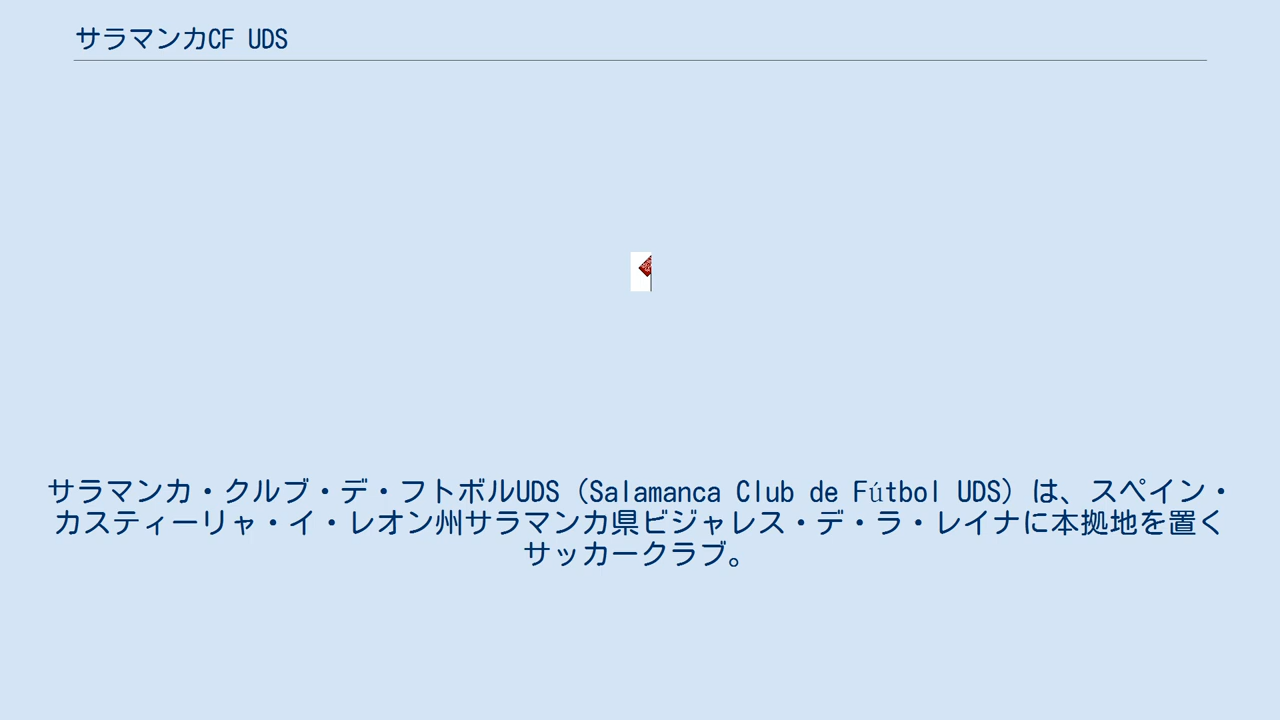 サラマンカCF UDS
サラマンカ・クルブ・デ・フトボルUDS（Salamanca Club de Fútbol UDS）は、スペイン・
カスティーリャ・イ・レオン州サラマンカ県ビジャレス・デ・ラ・レイナに本拠地を置く
サッカークラブ。